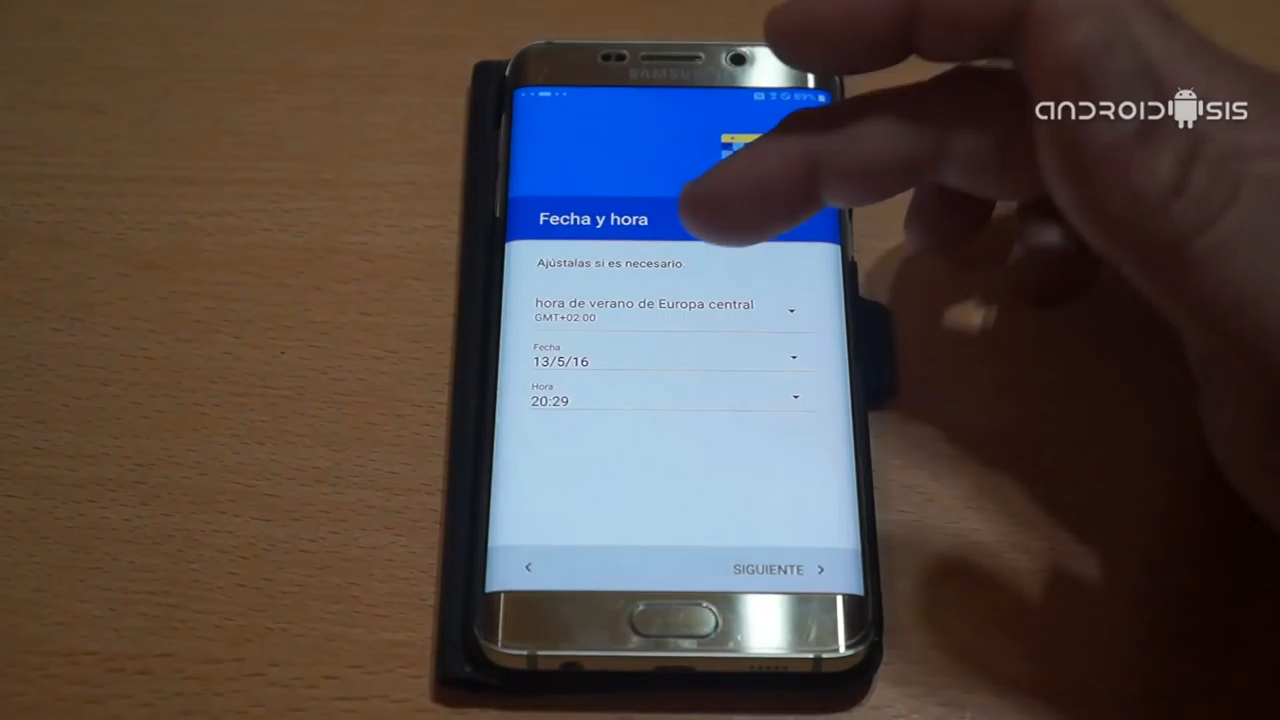 SAMSUNG
89%
ANDROIDSIS
Fecha y hora
Ajústalas si es necesario.
hora de verano de Europa central
GMT+02:00
Fecha
13/5/16
Hora
20:29
SIGUIENTE